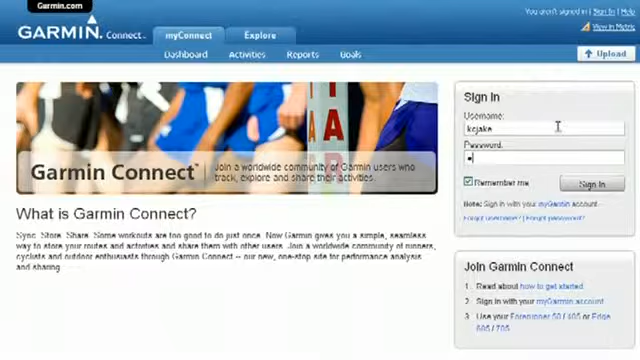 Garmin.com
You aren't signed in | Sign In | Help
GARMIN. Connect™
myConnect
Explore
View in Metric
Dashboard
Activities
Reports
Goals
Upload
TAR
Garmin Connect™
Join a worldwide community of Garmin users who
track, explore and share their activities.
What is Garmin Connect?
Sync. Store. Share. Some workouts are too good to do just once. Now Garmin gives you a simple, seamless
way to store your routes and activities and share them with other users. Join a worldwide community of runners,
cyclists and outdoor enthusiasts through Garmin Connect -- our new, one-stop site for performance analysis
and sharing.
Sign In
Username:
kcjake
Password:
Remember me
Sign In
Note: Sign in with your myGarmin account.
Forgot username? | Forgot password?
Join Garmin Connect
1. Read about how to get started.
2. Sign in with your myGarmin account
3. Use your Forerunner 50 / 405 or Edge
605 / 705